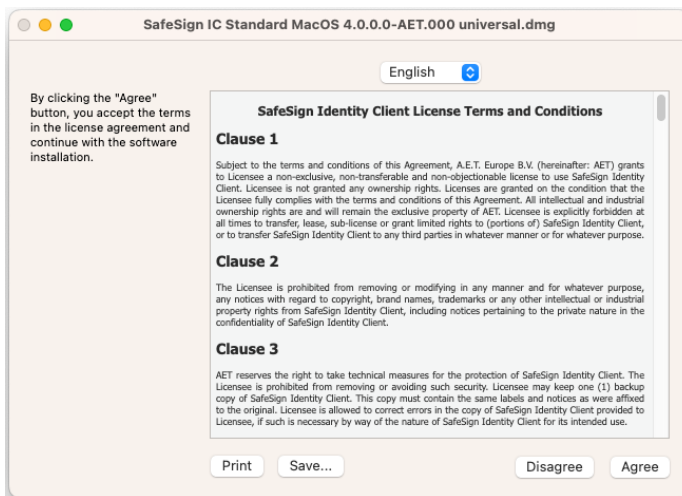 SafeSign IC Standard MacOS 4.0.0.0-AET.000 universal.dmg
English
By clicking the "Agree"
button, you accept the terms
in the license agreement and
continue with the software
installation.
SafeSign Identity Client License Terms and Conditions
Clause 1
Subject to the terms and conditions of this Agreement, A.E.T. Europe B.V. (hereinafter: AET) grants
to Licensee a non-exclusive, non-transferable and non-objectionable license to use SafeSign Identity
Client. Licensee is not granted any ownership rights. Licenses are granted on the condition that the
Licensee fully complies with the terms and conditions of this Agreement. All intellectual and industrial
ownership rights are and will remain the exclusive property of AET. Licensee is explicitly forbidden at
all times to transfer, lease, sub-license or grant limited rights to (portions of) SafeSign Identity Client,
or to transfer SafeSign Identity Client to any third parties in whatever manner or for whatever purpose.
Clause 2
The Licensee is prohibited from removing or modifying in any manner and for whatever purpose,
any notices with regard to copyright, brand names, trademarks or any other intellectual or industrial
property rights from SafeSign Identity Client, including notices pertaining to the private nature in the
confidentiality of SafeSign Identity Client.
Clause 3
AET reserves the right to take technical measures for the protection of SafeSign Identity Client. The
Licensee is prohibited from removing or avoiding such security. Licensee may keep one (1) backup
copy of SafeSign Identity Client. This copy must contain the same labels and notices as were affixed
to the original. Licensee is allowed to correct errors in the copy of SafeSign Identity Client provided to
Licensee, if such is necessary by way of the nature of SafeSign Identity Client for its intended use.
Print
Save...
Disagree
Agree